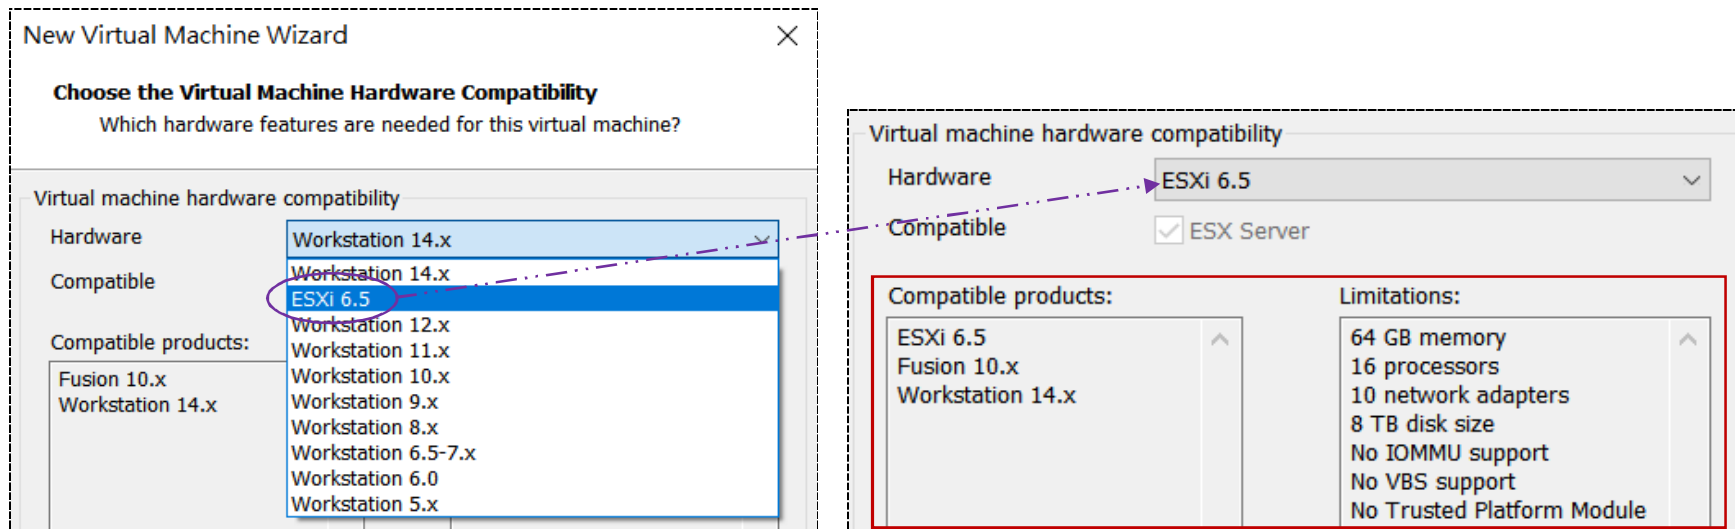 New Virtual Machine Wizard
Choose the Virtual Machine Hardware Compatibility
Which hardware features are needed for this virtual machine?
Virtual machine hardware compatibility
Hardware
Workstation 14.x
Compatible
Workstation 14.x
ESXi 6.5
Workstation 12.x
Workstation 11.x
Workstation 10.x
Workstation 9.x
Workstation 8.x
Workstation 6.5-7.x
Workstation 6.0
Workstation 5.x
Compatible products:
Fusion 10.x
Workstation 14.x
Virtual machine hardware compatibility
Hardware
ESXi 6.5
Compatible
ESX Server
Compatible products:
ESXi 6.5
Fusion 10.x
Workstation 14.x
Limitations:
64 GB memory
16 processors
10 network adapters
8 TB disk size
No IOMMU support
No VBS support
No Trusted Platform Module